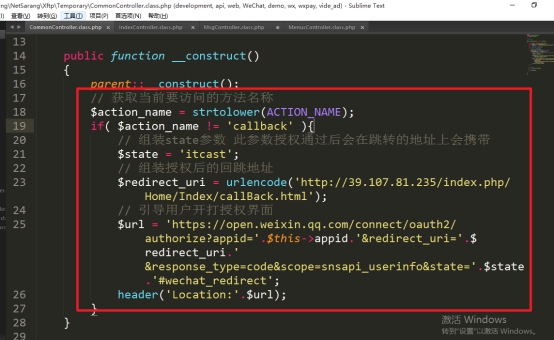 ng\NetSarang\Xftp\Temporary\CommonController.class.php (development, api, web, WeChat, demo, wx, wxpay, vide_ad) - Sublime Text
查看(V) 转到(G) 工具(T) 项目(P) 首选项(N) 帮助(H)
CommonController.class.php IndexController.class.php MsgController.class.php MenusController.class.php
13
14 public function __construct()
15 {
16 parent::__construct();
17 // 获取当前要访问的方法名称
18 $action_name = strtolower(ACTION_NAME);
19 if( $action_name != 'callback' ){
20 // 组装state参数 此参数授权通过后会在跳转的地址上会携带
21 $state = 'itcast';
22 // 组装授权后的回跳地址
23 $redirect_uri = urlencode('http://39.107.81.235/index.php/
Home/Index/callBack.html');
24 // 引导用户开打授权界面
25 $url = 'https://open.weixin.qq.com/connect/oauth2/
authorize?appid='.$this->appid.'&redirect_uri='.$
redirect_uri.'
&response_type=code&scope=snsapi_userinfo&state='.$state
.'#wechat_redirect';
26 header('Location:'.$url);
27 }
28 }
29
激活 Windows
转到"设置"以激活 Windows。